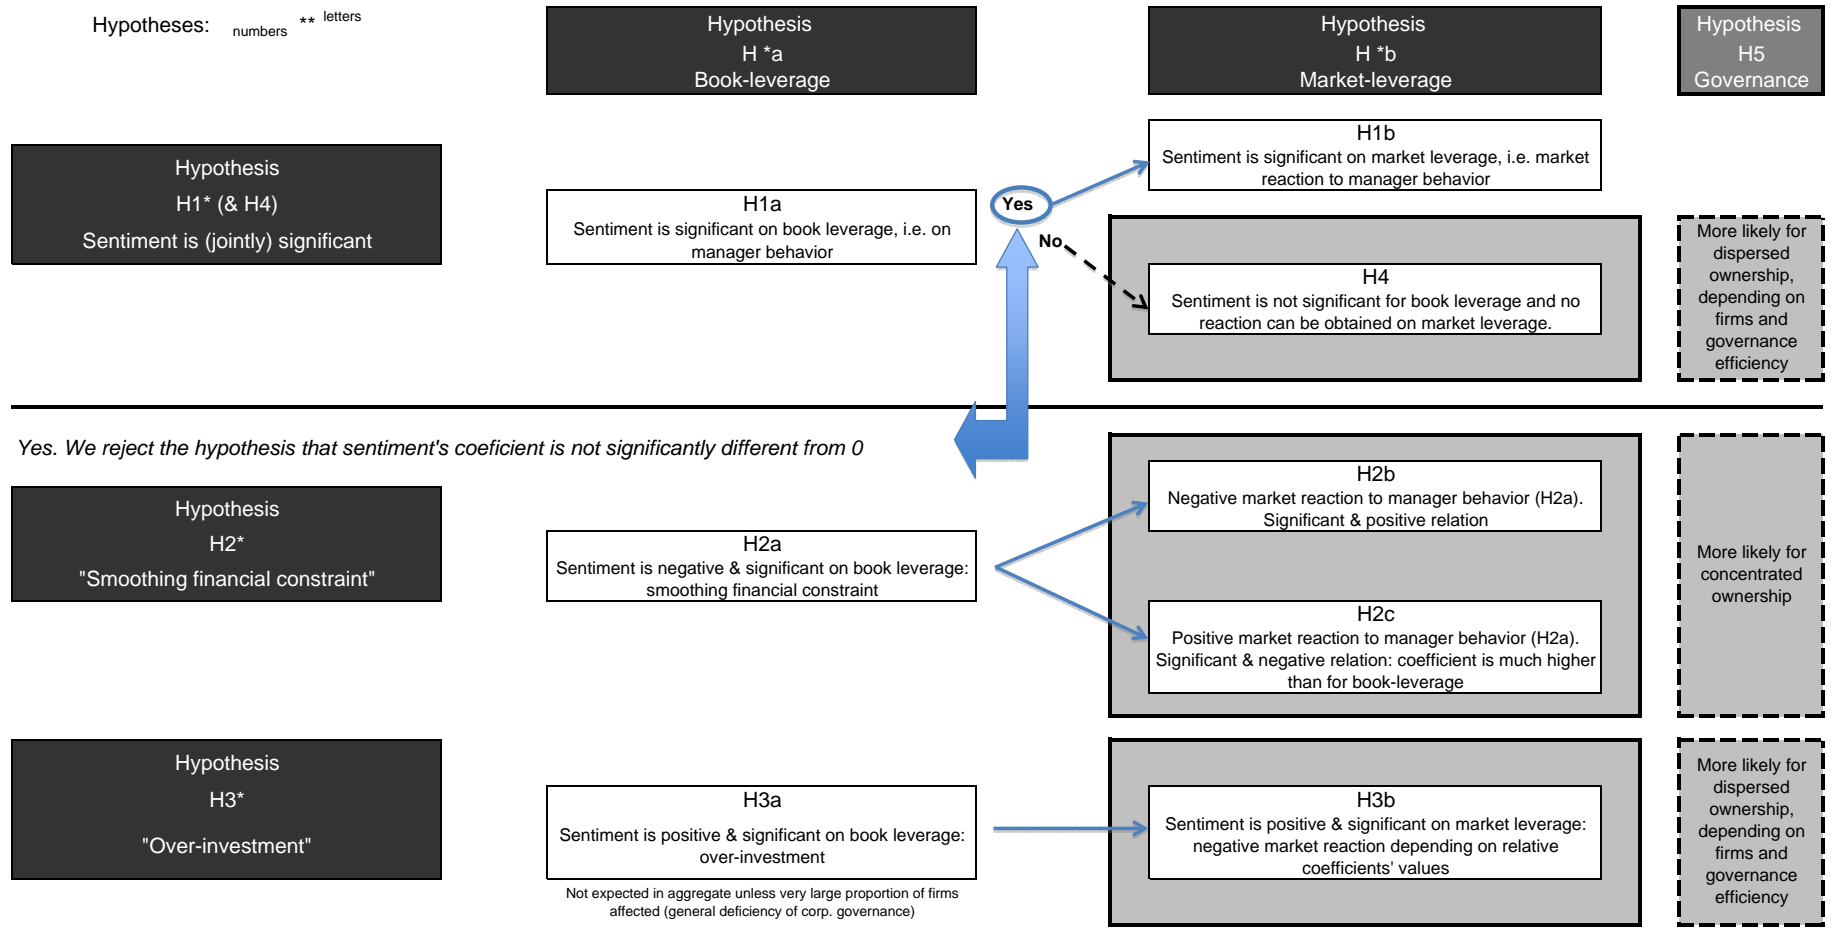 Hypotheses: numbers ** letters
Hypothesis
H *a
Book-leverage
Hypothesis
H *b
Market-leverage
Hypothesis
H5
Governance
Hypothesis
H1* (& H4)
Sentiment is (jointly) significant
H1a
Sentiment is significant on book leverage, i.e. on
manager behavior
Yes
No
H1b
Sentiment is significant on market leverage, i.e. market
reaction to manager behavior
H4
Sentiment is not significant for book leverage and no
reaction can be obtained on market leverage.
More likely for
dispersed
ownership,
depending on
firms and
governance
efficiency
Yes. We reject the hypothesis that sentiment's coeficient is not significantly different from 0
Hypothesis
H2*
"Smoothing financial constraint"
H2a
Sentiment is negative & significant on book leverage:
smoothing financial constraint
H2b
Negative market reaction to manager behavior (H2a).
Significant & positive relation
H2c
Positive market reaction to manager behavior (H2a).
Significant & negative relation: coefficient is much higher
than for book-leverage
More likely for
concentrated
ownership
Hypothesis
H3*
"Over-investment"
H3a
Sentiment is positive & significant on book leverage:
over-investment
Not expected in aggregate unless very large proportion of firms
affected (general deficiency of corp. governance)
H3b
Sentiment is positive & significant on market leverage:
negative market reaction depending on relative
coefficients' values
More likely for
dispersed
ownership,
depending on
firms and
governance
efficiency